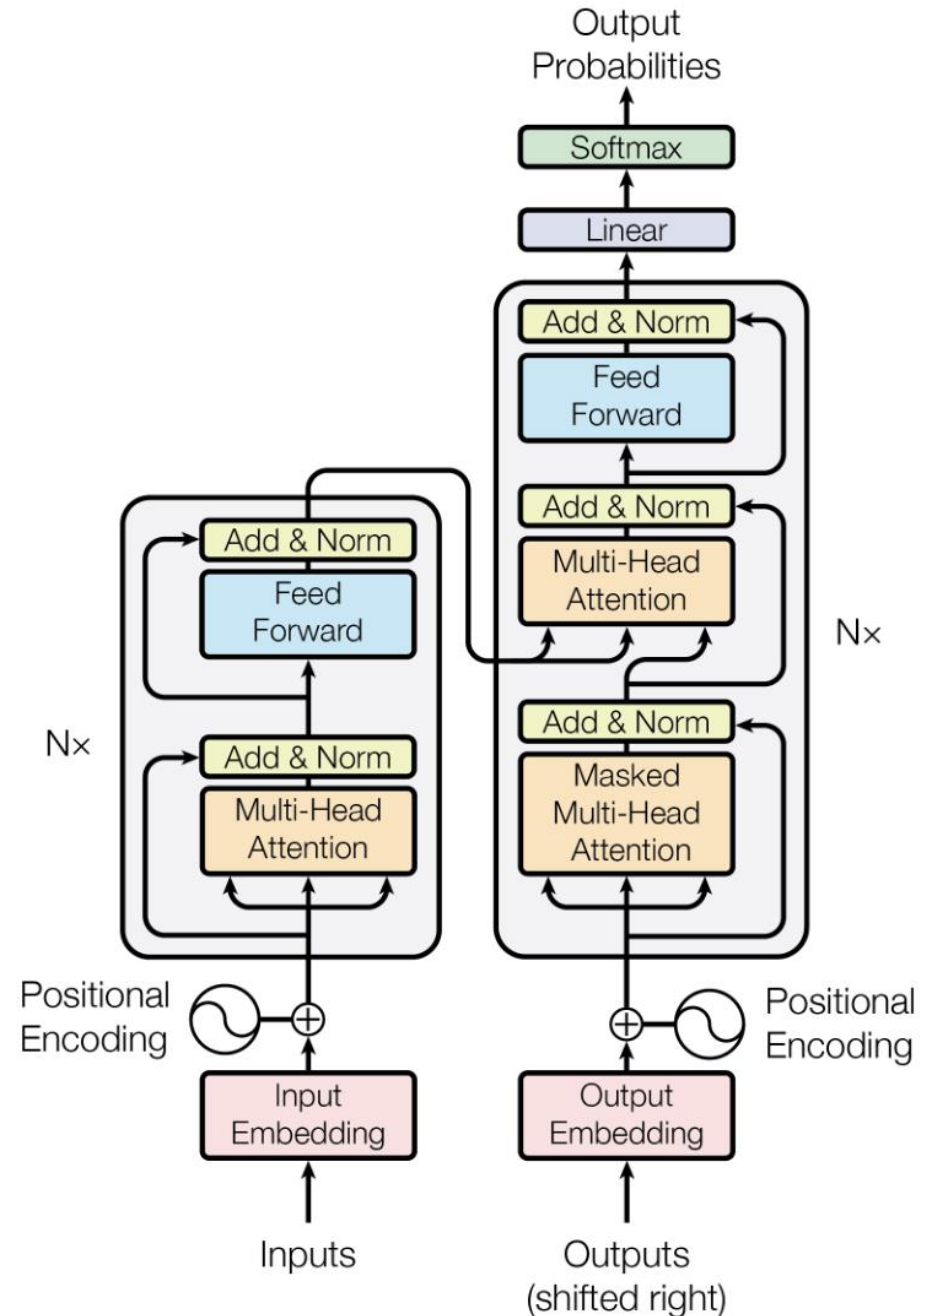 Output
Probabilities
Softmax
Linear
Add & Norm
Feed
Forward
Add & Norm
Multi-Head
Attention
Add & Norm
Masked
Multi-Head
Attention
N×
Add & Norm
Feed
Forward
Add & Norm
Multi-Head
Attention
N×
Positional
Encoding
Positional
Encoding
Input
Embedding
Output
Embedding
Inputs
Outputs
(shifted right)